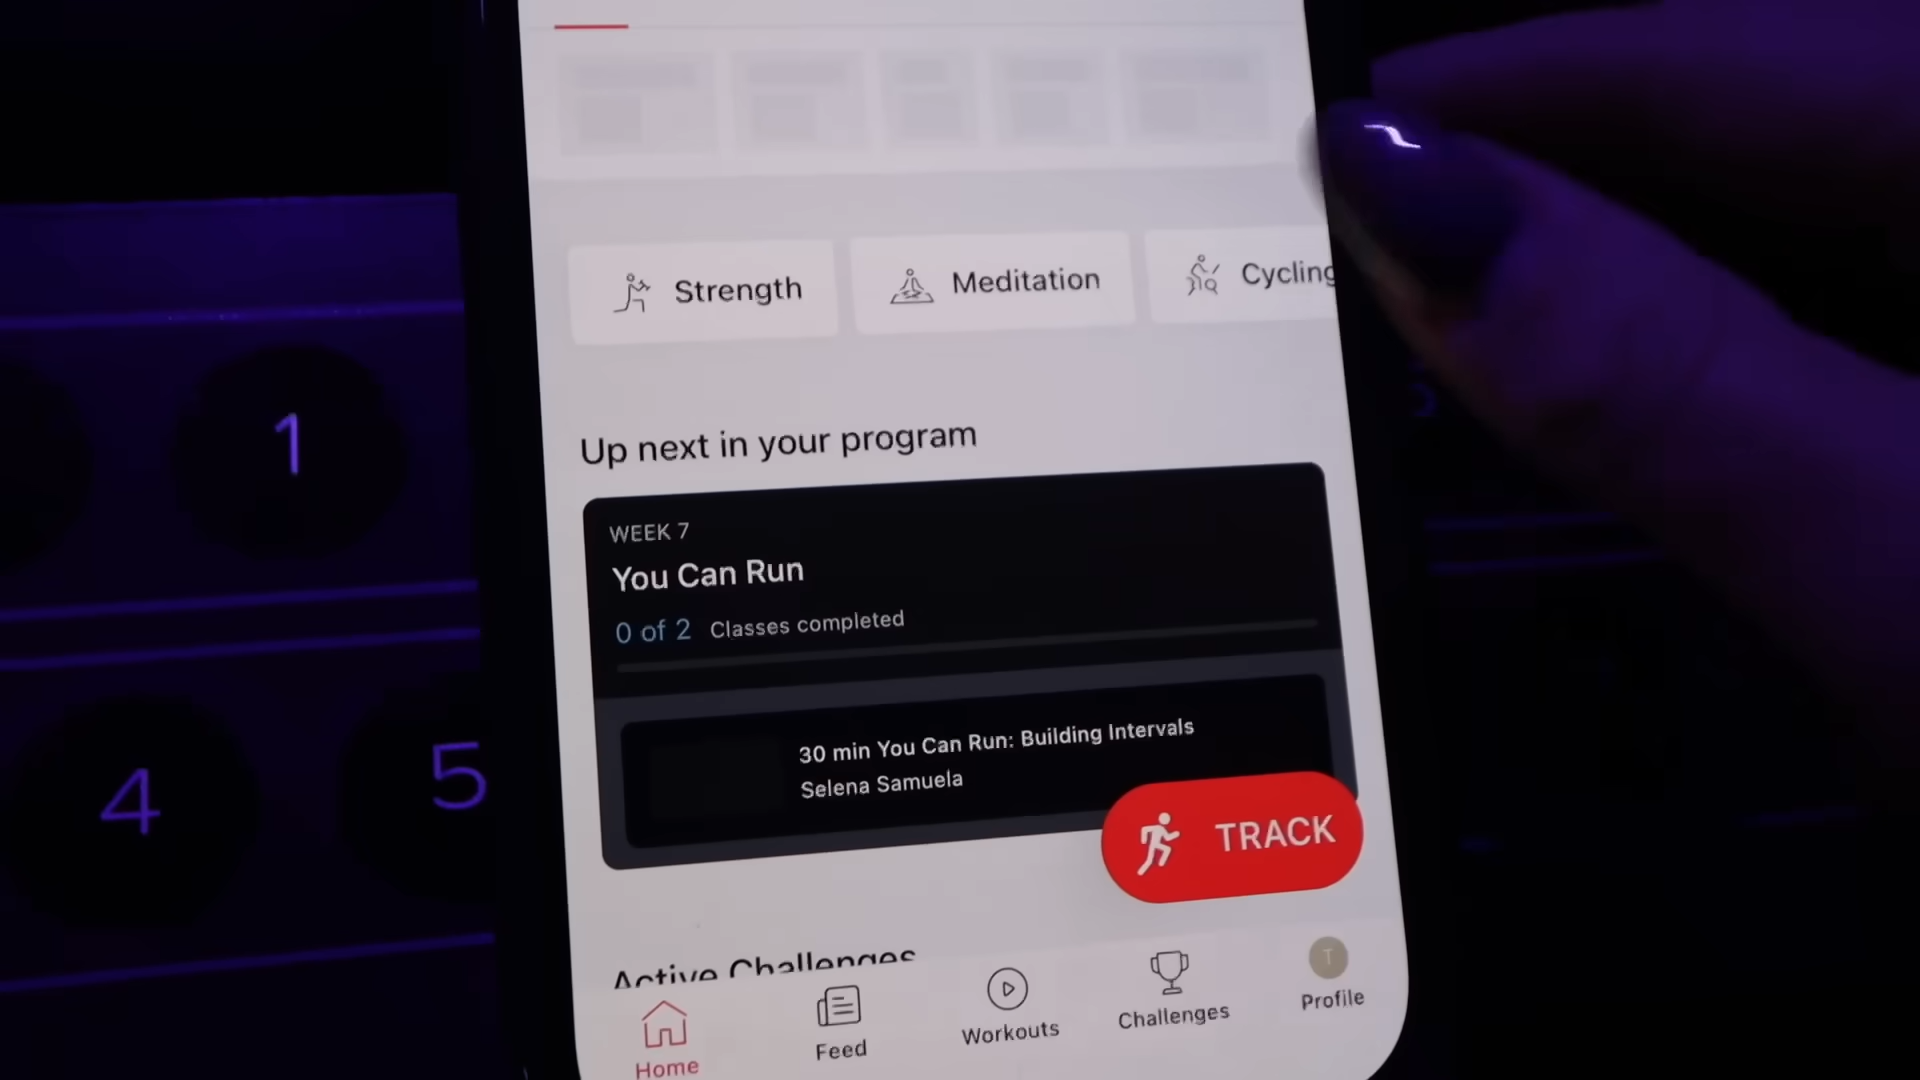 Strength
Meditation
Cycling
Up next in your program
WEEK 7
You Can Run
0 of 2 Classes completed
30 min You Can Run: Building Intervals
Selena Samuela
TRACK
Active Challenges
Home
Feed
Workouts
Challenges
T
Profile
1
4
5